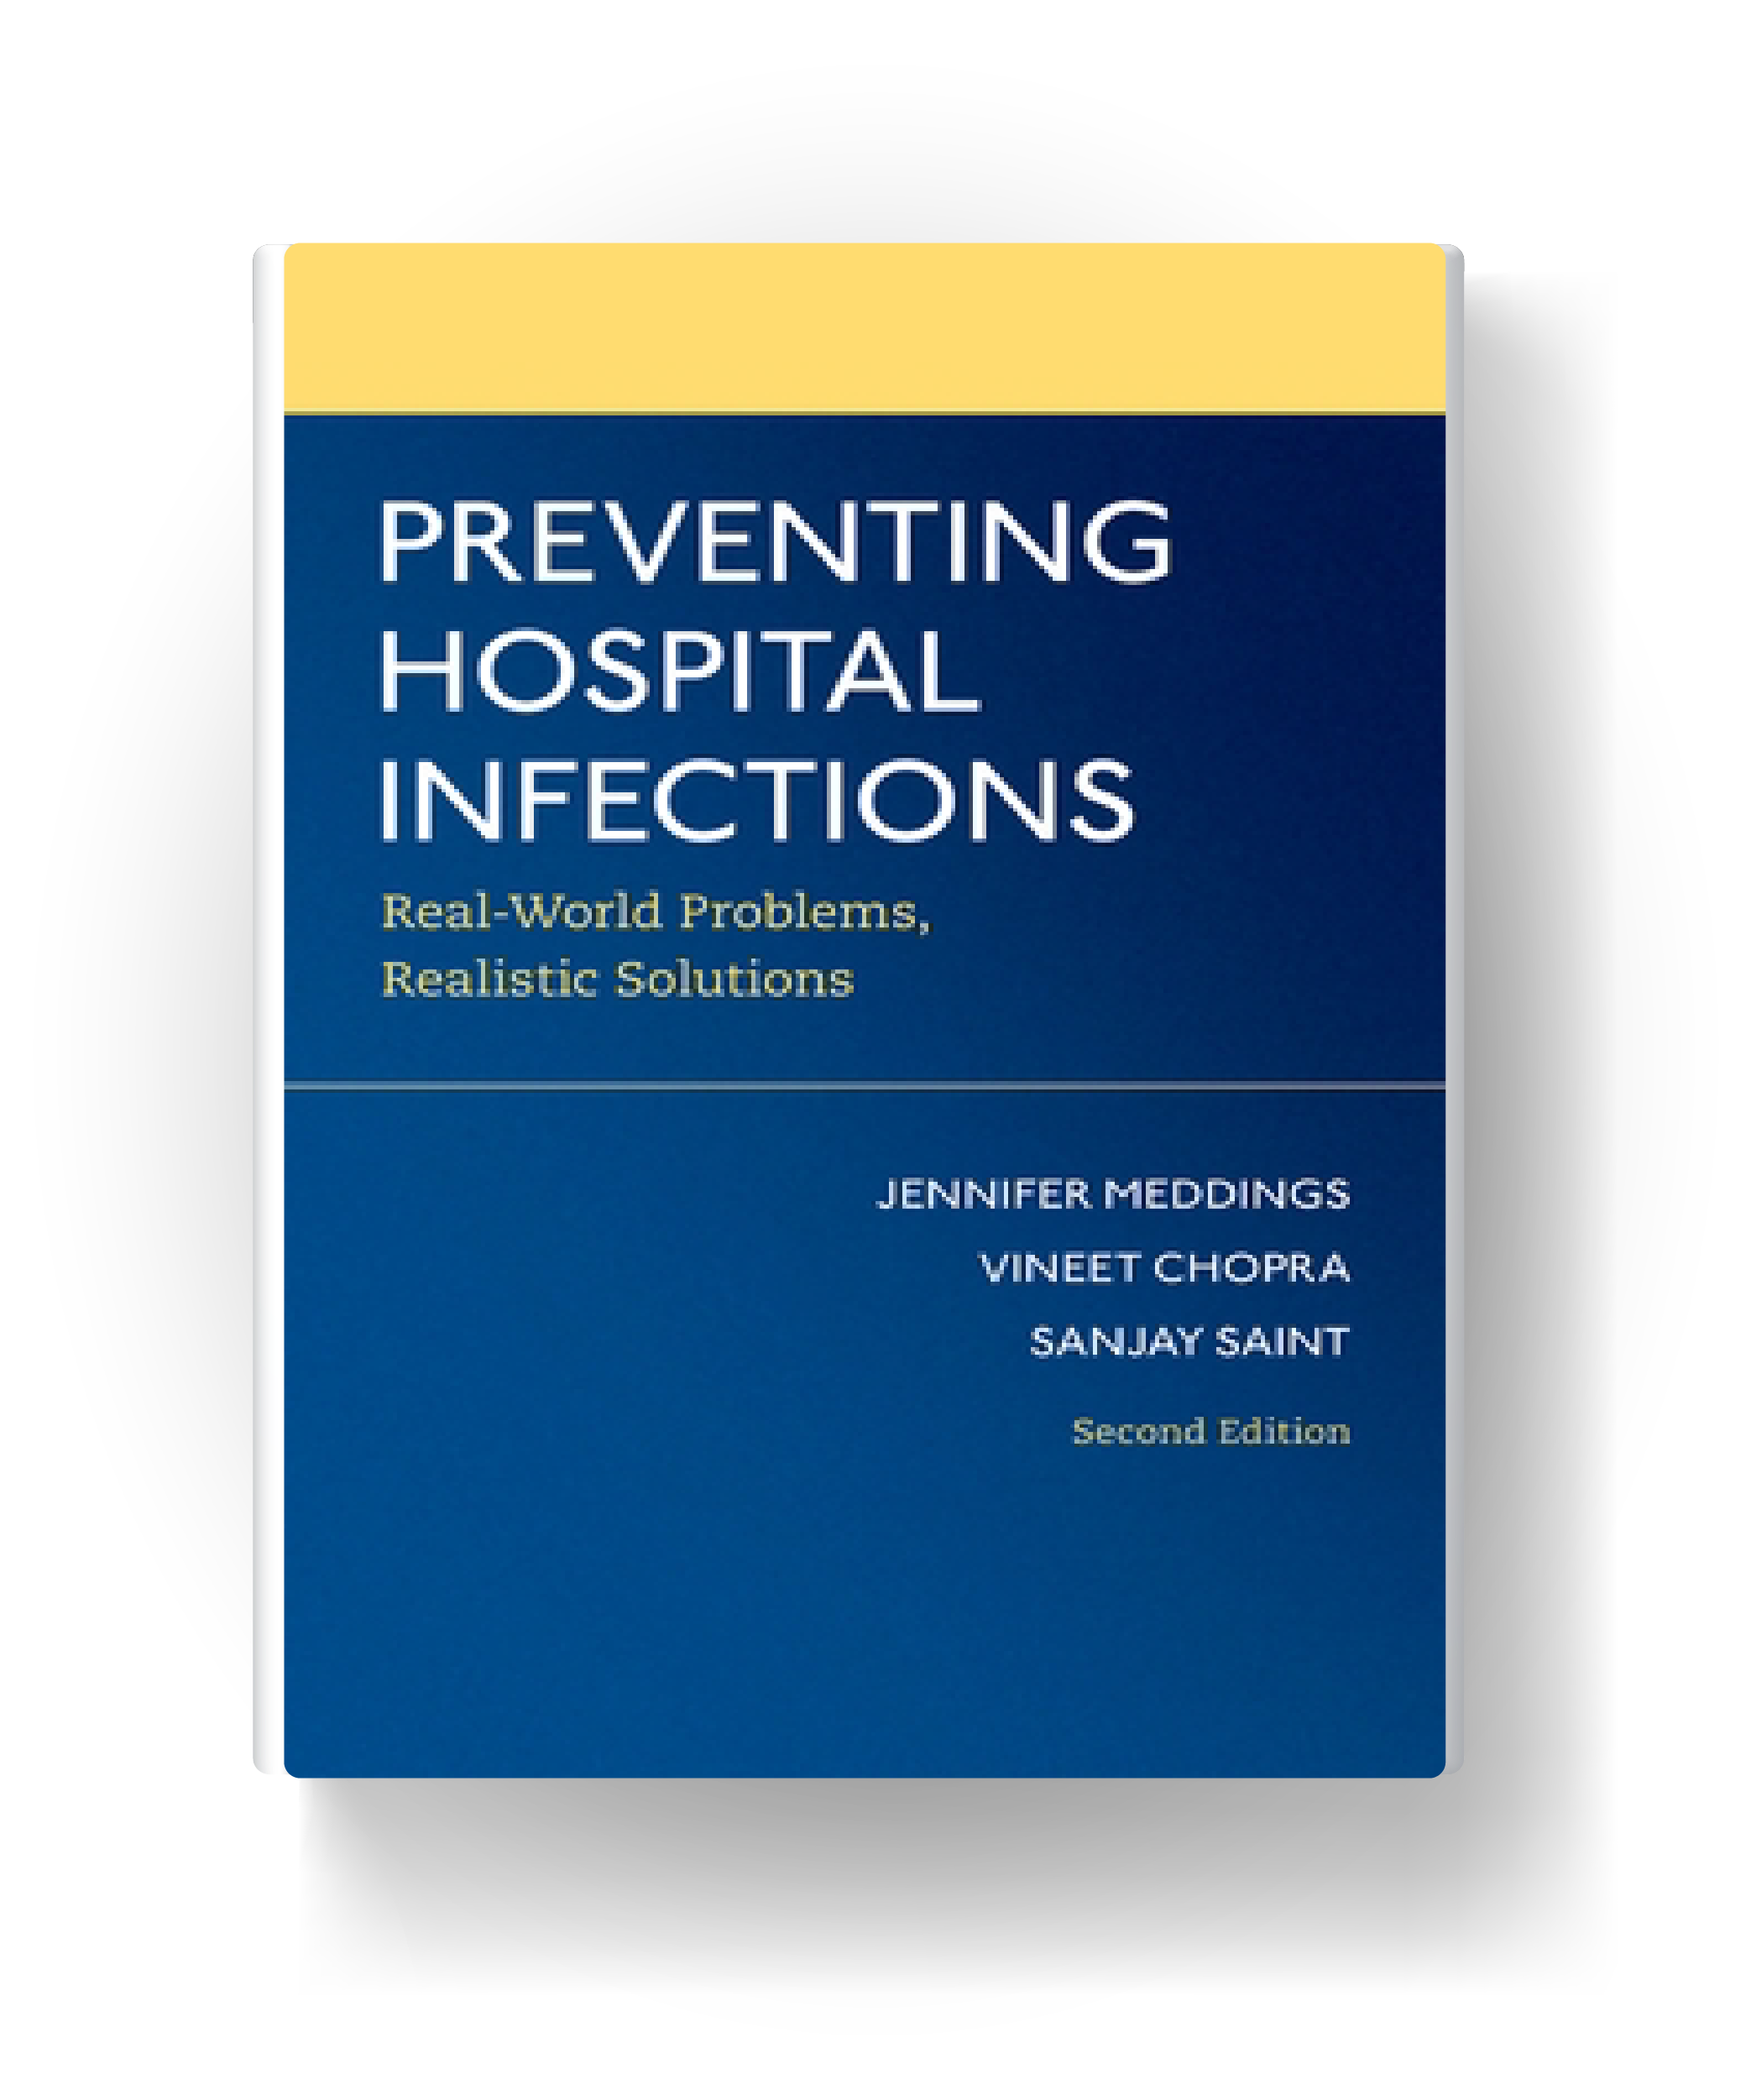 PREVENTING
HOSPITAL
INFECTIONS
Real-World Problems,
Realistic Solutions
JENNIFER MEDDINGS
VINEET CHOPRA
SANJAY SAINT
Second Edition